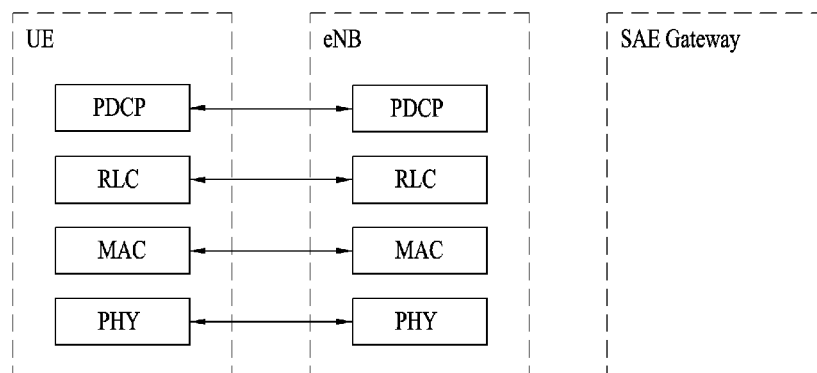 UE
eNB
SAE Gateway
PDCP
PDCP
RLC
RLC
MAC
MAC
PHY
PHY